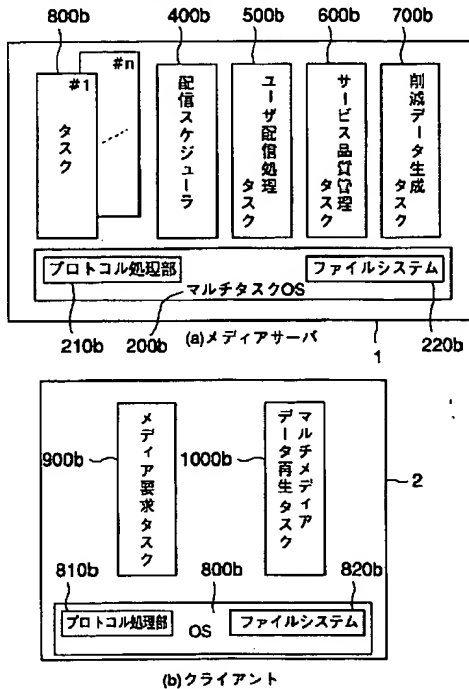 800b
400b
500b
600b
700b
#1
#n
タスク
配信スケジューラ
ユーザ配信処理
タスク
サービス品質管理
タスク
削減データ生成
タスク
プロトコル処理部
ファイルシステム
マルチタスクOS
210b
200b
(a)メディアサーバ
220b
1
メディア要求タスク
マルチメディア
データ再生タスク
900b
1000b
2
810b
800b
820b
プロトコル処理部
OS
ファイルシステム
(b)クライアント